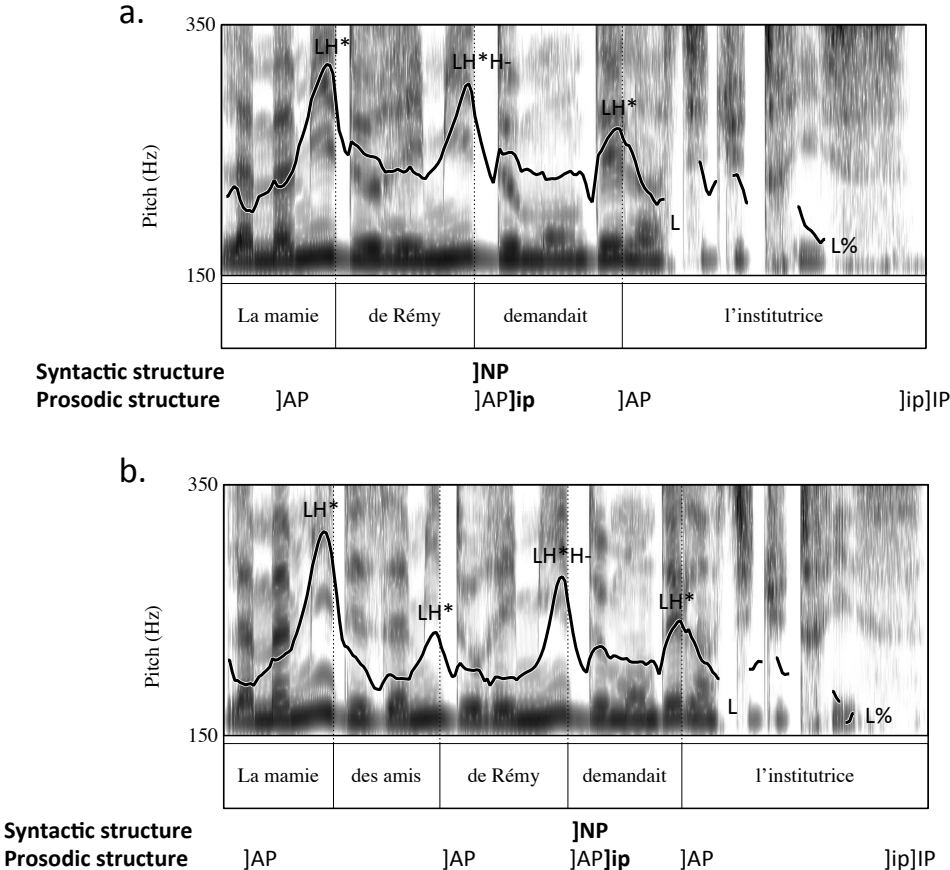 a.
350
LH*
LH*H-
LH*
Pitch (Hz)
L
L%
150
La mamie de Rémy demandait l'institutrice
Syntactic structure ]NP
Prosodic structure ]AP ]AP]ip ]AP ]ip]IP
b.
350
LH*
LH*H-
LH*
LH*
Pitch (Hz)
L
L%
150
La mamie des amis de Rémy demandait l'institutrice
Syntactic structure ]NP
Prosodic structure ]AP ]AP ]AP]ip ]AP ]ip]IP